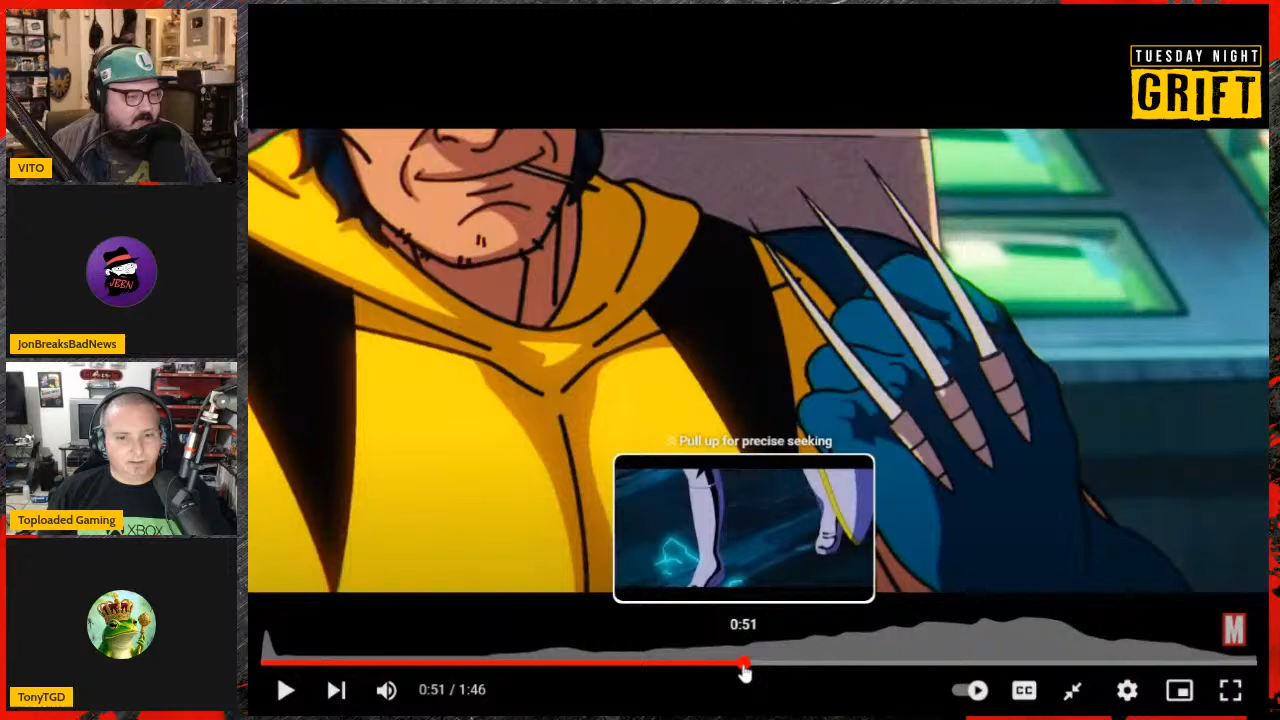 TUESDAY NIGHT
GRIFT
VITO
JEEN
JonBreaksBadNews
Toploaded Gaming
XBOX
TonyTGD
Pull up for precise seeking
0:51
M
0:51 / 1:46
CC
L